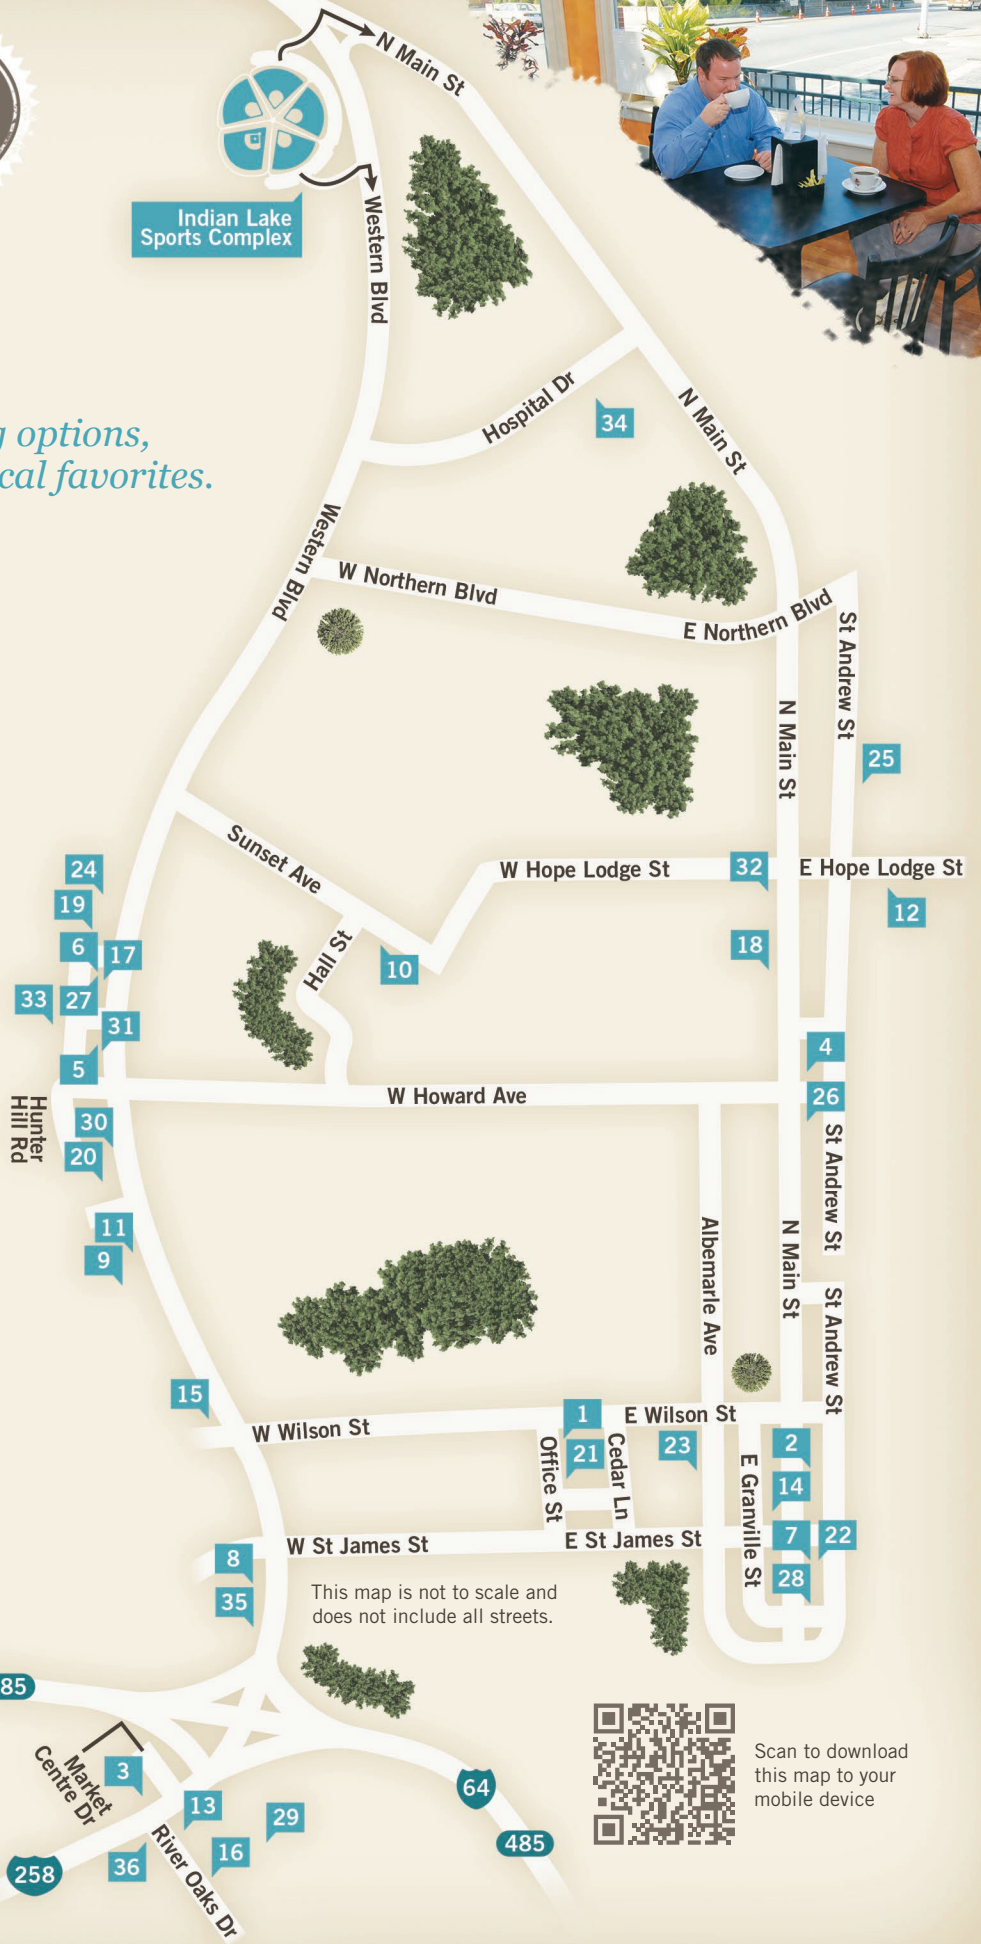 N Main St
Indian Lake
Sports Complex
Western Blvd
options,
favorites.
Hospital Dr
34
N Main St
Western Blvd
W Northern Blvd
E Northern Blvd
St Andrew St
N Main St
25
Sunset Ave
W Hope Lodge St
32
E Hope Lodge St
24
19
12
6
17
Hall St
10
18
33
27
31
4
5
W Howard Ave
26
Hunter
Hill Rd
30
20
St Andrew St
11
9
Albemarle Ave
N Main St
St Andrew St
15
W Wilson St
1
E Wilson St
Office St
21
Cedar Ln
23
2
E Granville St
14
8
W St James St
E St James St
7
22
35
28
This map is not to scale and
does not include all streets.
85
Market
Centre Dr
3
13
29
64
Scan to download
this map to your
mobile device
485
258
36
16
River Oaks Dr